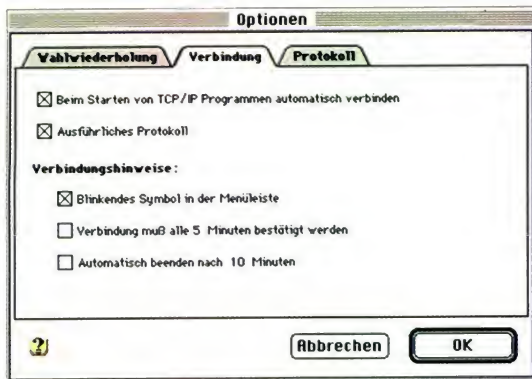 Optionen
Wahlwiederholung Verbindung Protokoll
Beim Starten von TCP/IP Programmen automatisch verbinden
Ausführliches Protokoll
Verbindungshinweise:
Blinkendes Symbol in der Menüleiste
Verbindung muß alle 5 Minuten bestätigt werden
Automatisch beenden nach 10 Minuten
?
Abbrechen OK